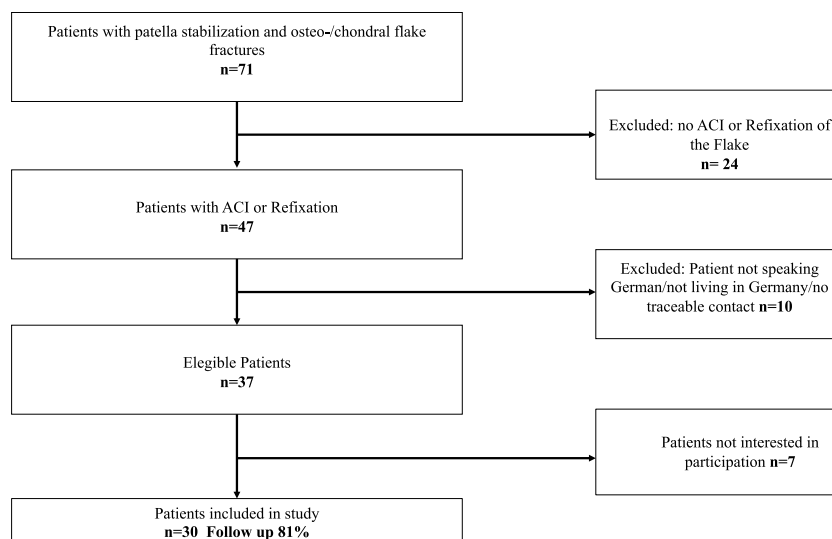 Patients with patella stabilization and osteo-/chondral flake
fractures
n=71
Excluded: no ACI or Refixation of
the Flake
n= 24
Patients with ACI or Refixation
n=47
Excluded: Patient not speaking
German/not living in Germany/no
traceable contact n=10
Elegible Patients
n=37
Patients not interested in
participation n=7
Patients included in study
n=30 Follow up 81%